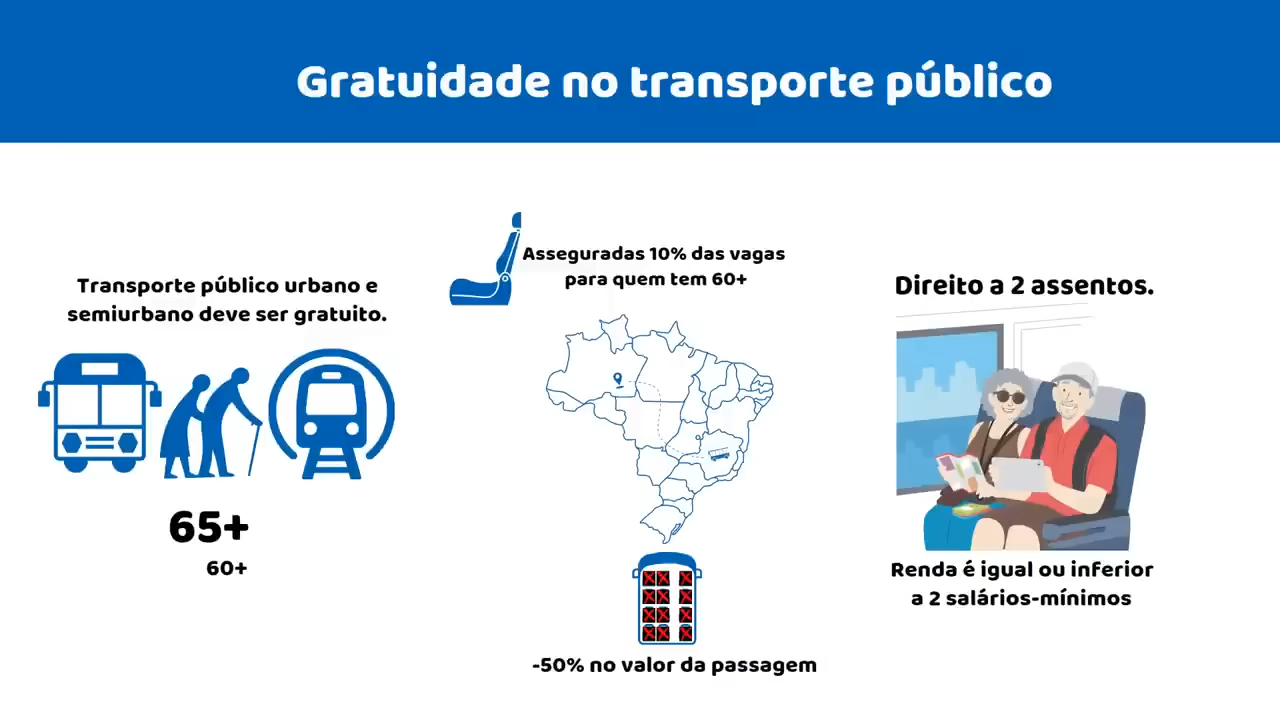 Gratuidade no transporte público
Transporte público urbano e
semiurbano deve ser gratuito.
65+
60+
Asseguradas 10% das vagas
para quem tem 60+
-50% no valor da passagem
Direito a 2 assentos.
Renda é igual ou inferior
a 2 salários-mínimos